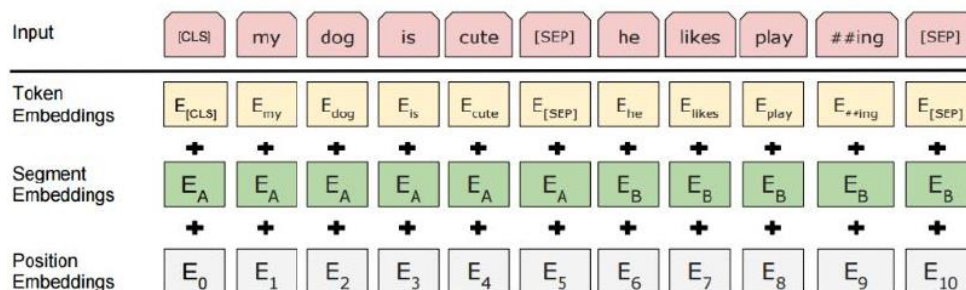 Input [CLS] my dog is cute [SEP] he likes play ##ing [SEP]
Token
Embeddings E[CLS] Emy Edog Eis Ecute E[SEP] Ehe Elikes Eplay E##ing E[SEP]
+ + + + + + + + + + +
Segment
Embeddings EA EA EA EA EA EA EB EB EB EB EB
+ + + + + + + + + + +
Position
Embeddings E0 E1 E2 E3 E4 E5 E6 E7 E8 E9 E10